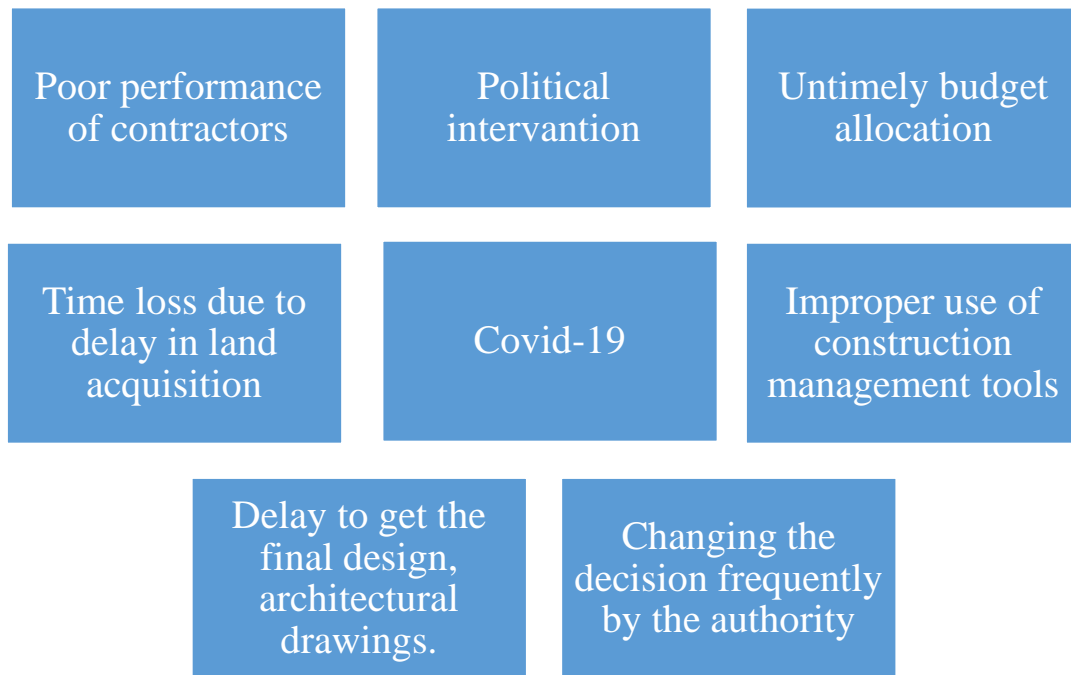 Poor performance
of contractors
Political
intervantion
Untimely budget
allocation
Time loss due to
delay in land
acquisition
Covid-19
Improper use of
construction
management tools
Delay to get the
final design,
architectural
drawings.
Changing the
decision frequently
by the authority